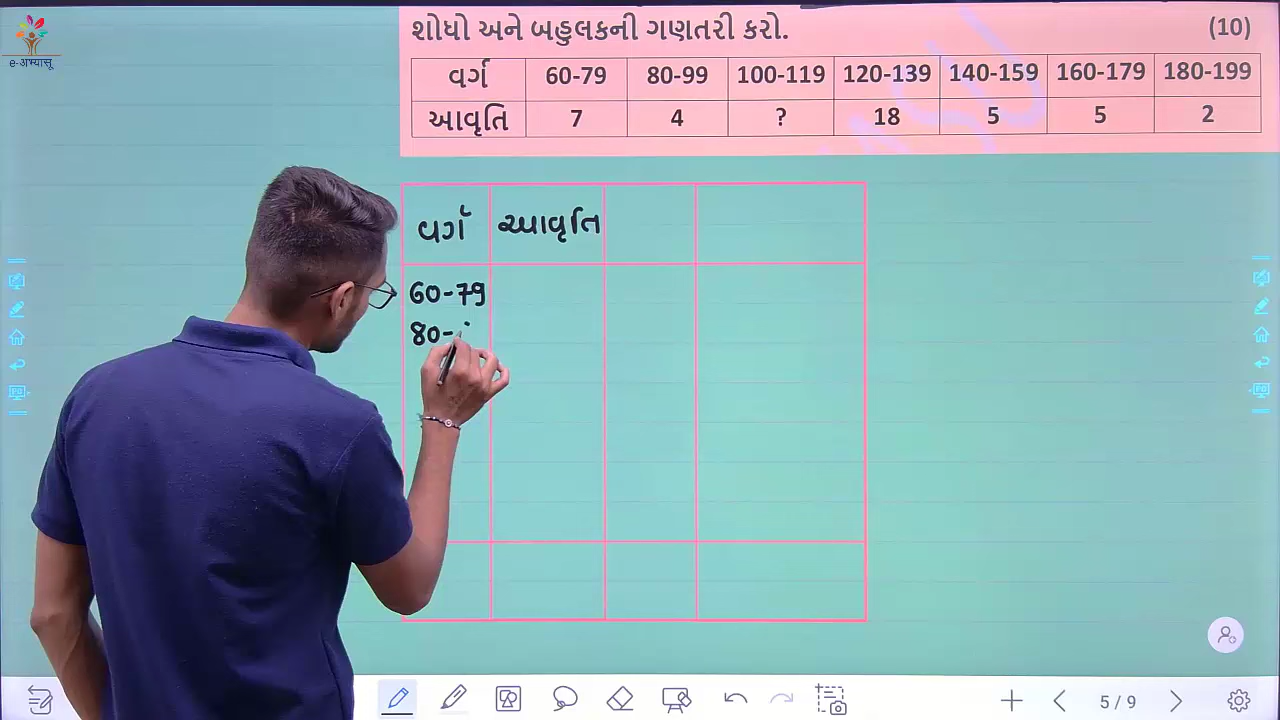 શોધો અને બહુલકની ગણતરી કરો. (10)
વર્ગ 60-79 80-99 100-119 120-139 140-159 160-179 180-199
આવૃતિ 7 4 ? 18 5 5 2
e-અભ્યાસૂ
વર્ગ આવૃતિ
60-79
80-
5 / 9